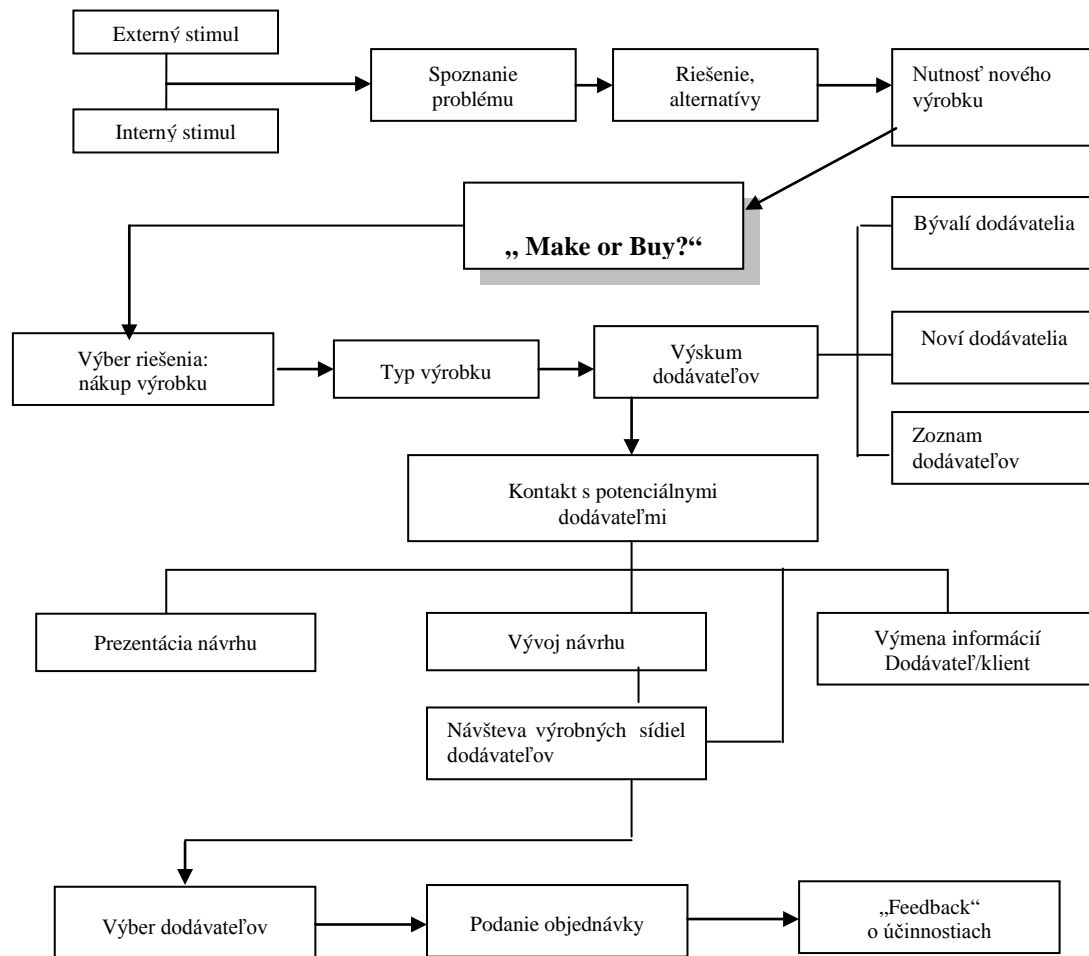 Externý stimul
Spoznanie
problému
Riešenie,
alternatívy
Nutnosť nového
výrobku
Interný stimul
„ Make or Buy?“
Bývalí dodávatelia
Výber riešenia:
nákup výrobku
Typ výrobku
Výskum
dodávateľov
Noví dodávatelia
Zoznam
dodávateľov
Kontakt s potenciálnymi
dodávateľmi
Prezentácia návrhu
Vývoj návrhu
Výmena informácií
Dodávateľ/klient
Návšteva výrobných sídiel
dodávateľov
Výber dodávateľov
Podanie objednávky
„Feedback“
o účinnostiach